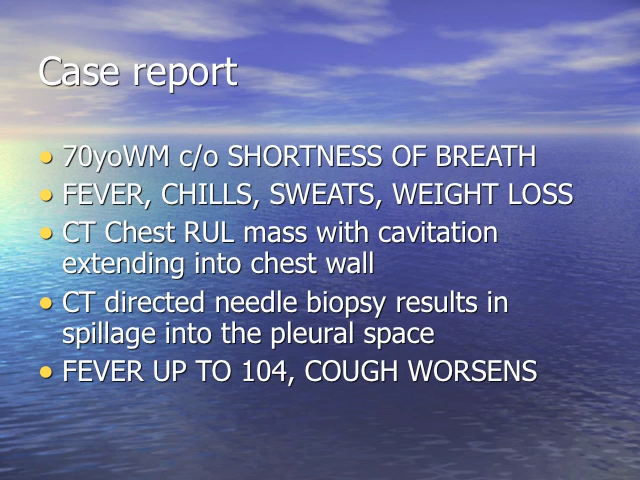 Case report
• 70yoWM c/o SHORTNESS OF BREATH
• FEVER, CHILLS, SWEATS, WEIGHT LOSS
• CT Chest RUL mass with cavitation
extending into chest wall
• CT directed needle biopsy results in
spillage into the pleural space
• FEVER UP TO 104, COUGH WORSENS